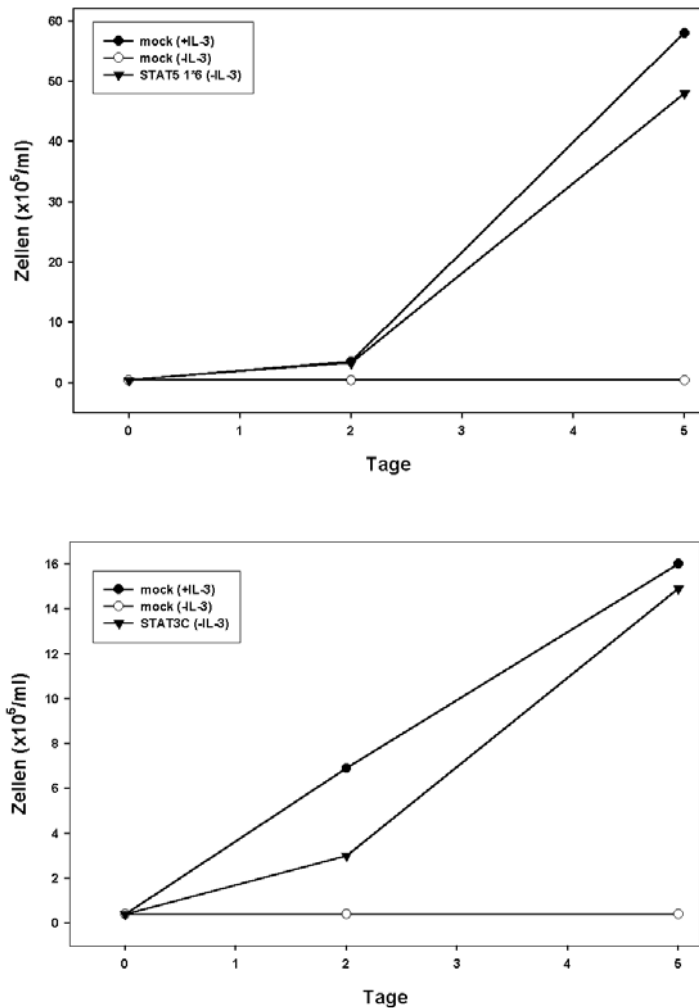 60
50
40
30
20
10
0
Zellen (x10⁵/ml)
mock (+IL-3)
mock (-IL-3)
STAT5 1*6 (-IL-3)
0 1 2 3 4 5
Tage
16
14
12
10
8
6
4
2
0
Zellen (x10⁵/ml)
mock (+IL-3)
mock (-IL-3)
STAT3C (-IL-3)
0 1 2 3 4 5
Tage